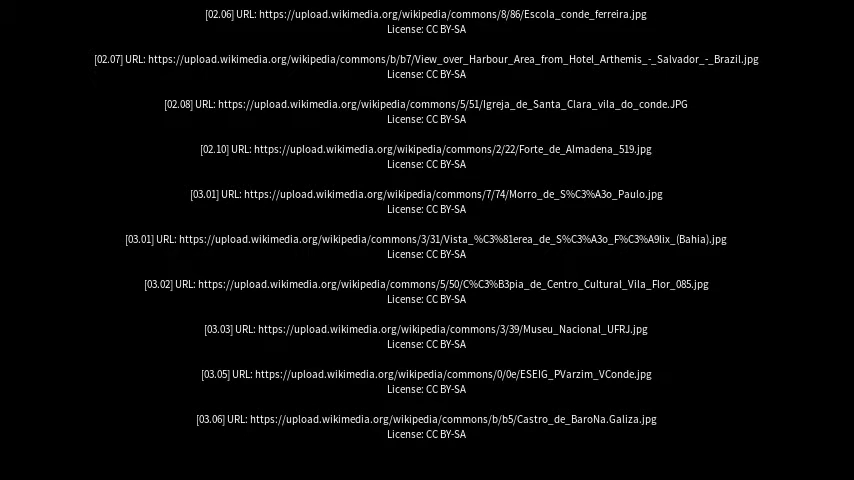 [02.06] URL: https://upload.wikimedia.org/wikipedia/commons/8/86/Escola_conde_ferreira.jpg
License: CC BY-SA
[02.07] URL: https://upload.wikimedia.org/wikipedia/commons/b/b7/View_over_Harbour_Area_from_Hotel_Arthemis_-_Salvador_-_Brazil.jpg
License: CC BY-SA
[02.08] URL: https://upload.wikimedia.org/wikipedia/commons/5/51/Igreja_de_Santa_Clara_vila_do_conde.JPG
License: CC BY-SA
[02.10] URL: https://upload.wikimedia.org/wikipedia/commons/2/22/Forte_de_Almadena_519.jpg
License: CC BY-SA
[03.01] URL: https://upload.wikimedia.org/wikipedia/commons/7/74/Morro_de_S%C3%A3o_Paulo.jpg
License: CC BY-SA
[03.01] URL: https://upload.wikimedia.org/wikipedia/commons/3/31/Vista_%C3%81erea_de_S%C3%A3o_F%C3%A9lix_(Bahia).jpg
License: CC BY-SA
[03.02] URL: https://upload.wikimedia.org/wikipedia/commons/5/50/C%C3%B3pia_de_Centro_Cultural_Vila_Flor_085.jpg
License: CC BY-SA
[03.03] URL: https://upload.wikimedia.org/wikipedia/commons/3/39/Museu_Nacional_UFRJ.jpg
License: CC BY-SA
[03.05] URL: https://upload.wikimedia.org/wikipedia/commons/0/0e/ESEIG_PVarzim_VConde.jpg
License: CC BY-SA
[03.06] URL: https://upload.wikimedia.org/wikipedia/commons/b/b5/Castro_de_BaroNa.Galiza.jpg
License: CC BY-SA